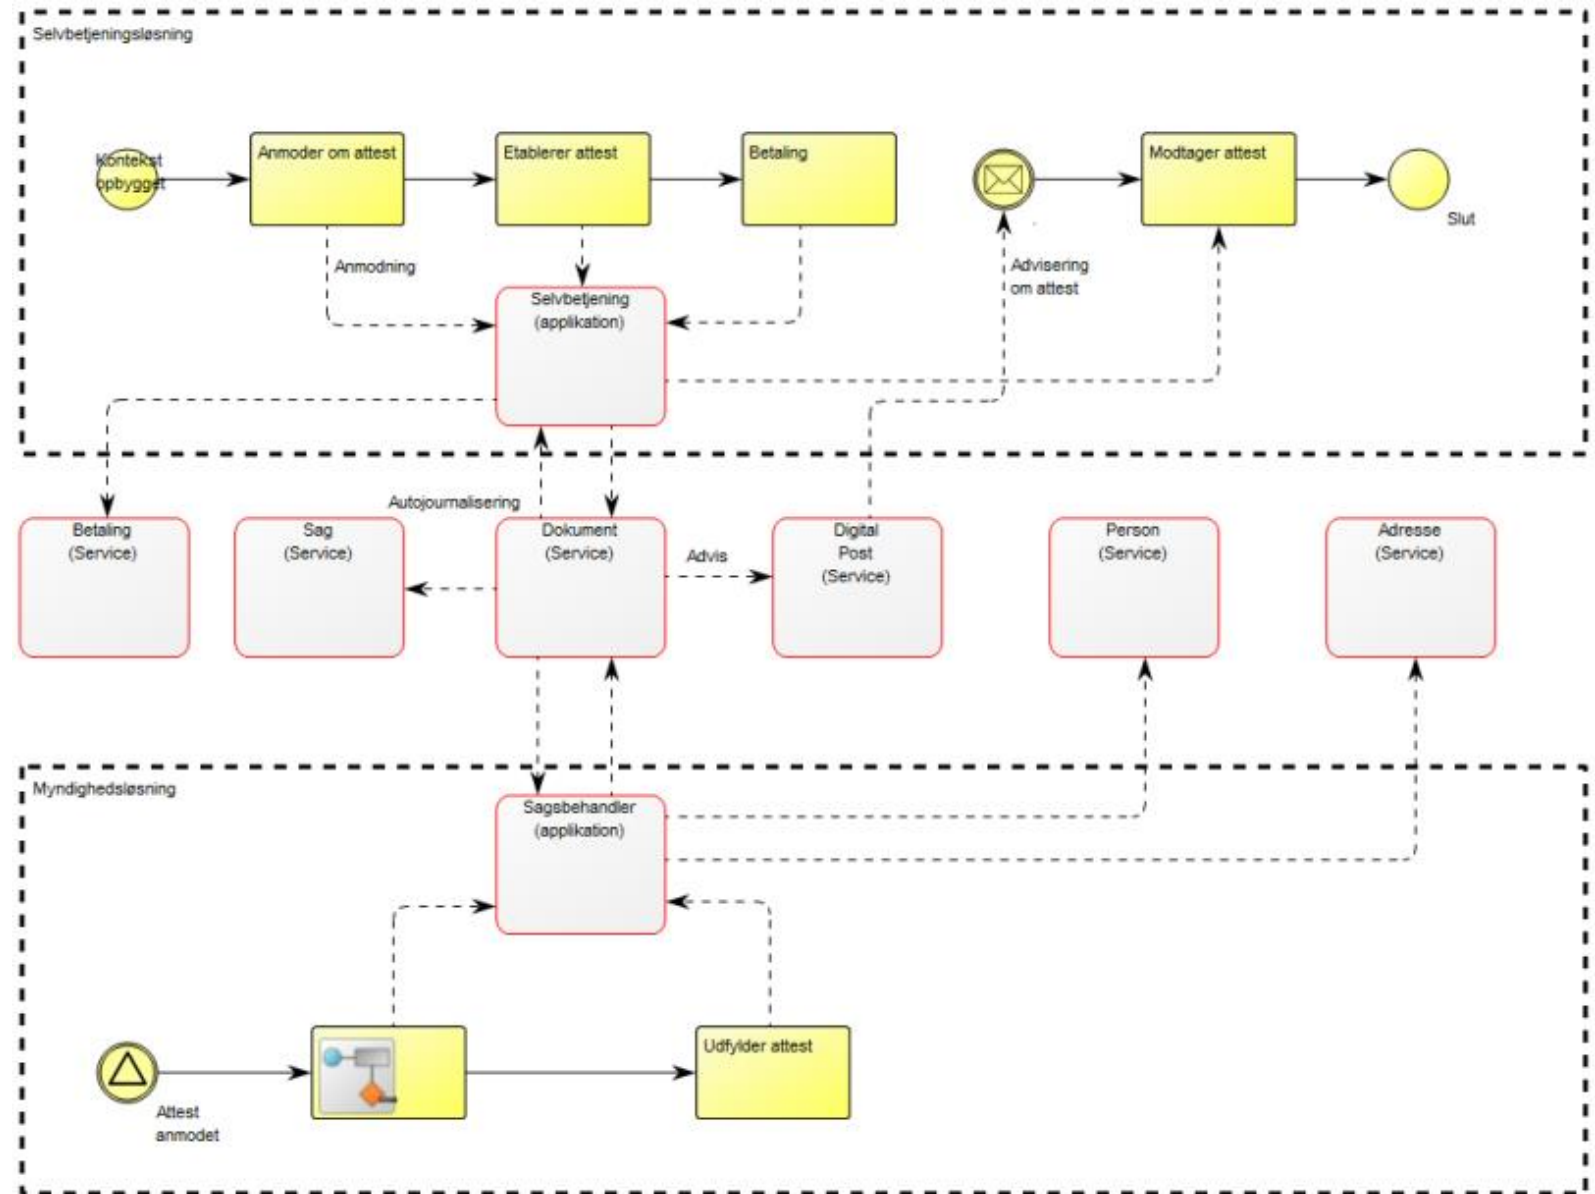 Selvbetjeningsløsning
Kontekst
opbygget
Anmoder om attest
Etablerer attest
Betaling
Modtager attest
Slut
Anmodning
Advisering
om attest
Selvbetjening
(applikation)
Autojournalisering
Betaling
(Service)
Sag
(Service)
Dokument
(Service)
Advis
Digital
Post
(Service)
Person
(Service)
Adresse
(Service)
Myndighedsløsning
Sagsbehandler
(applikation)
Attest
anmodet
Udfylder attest